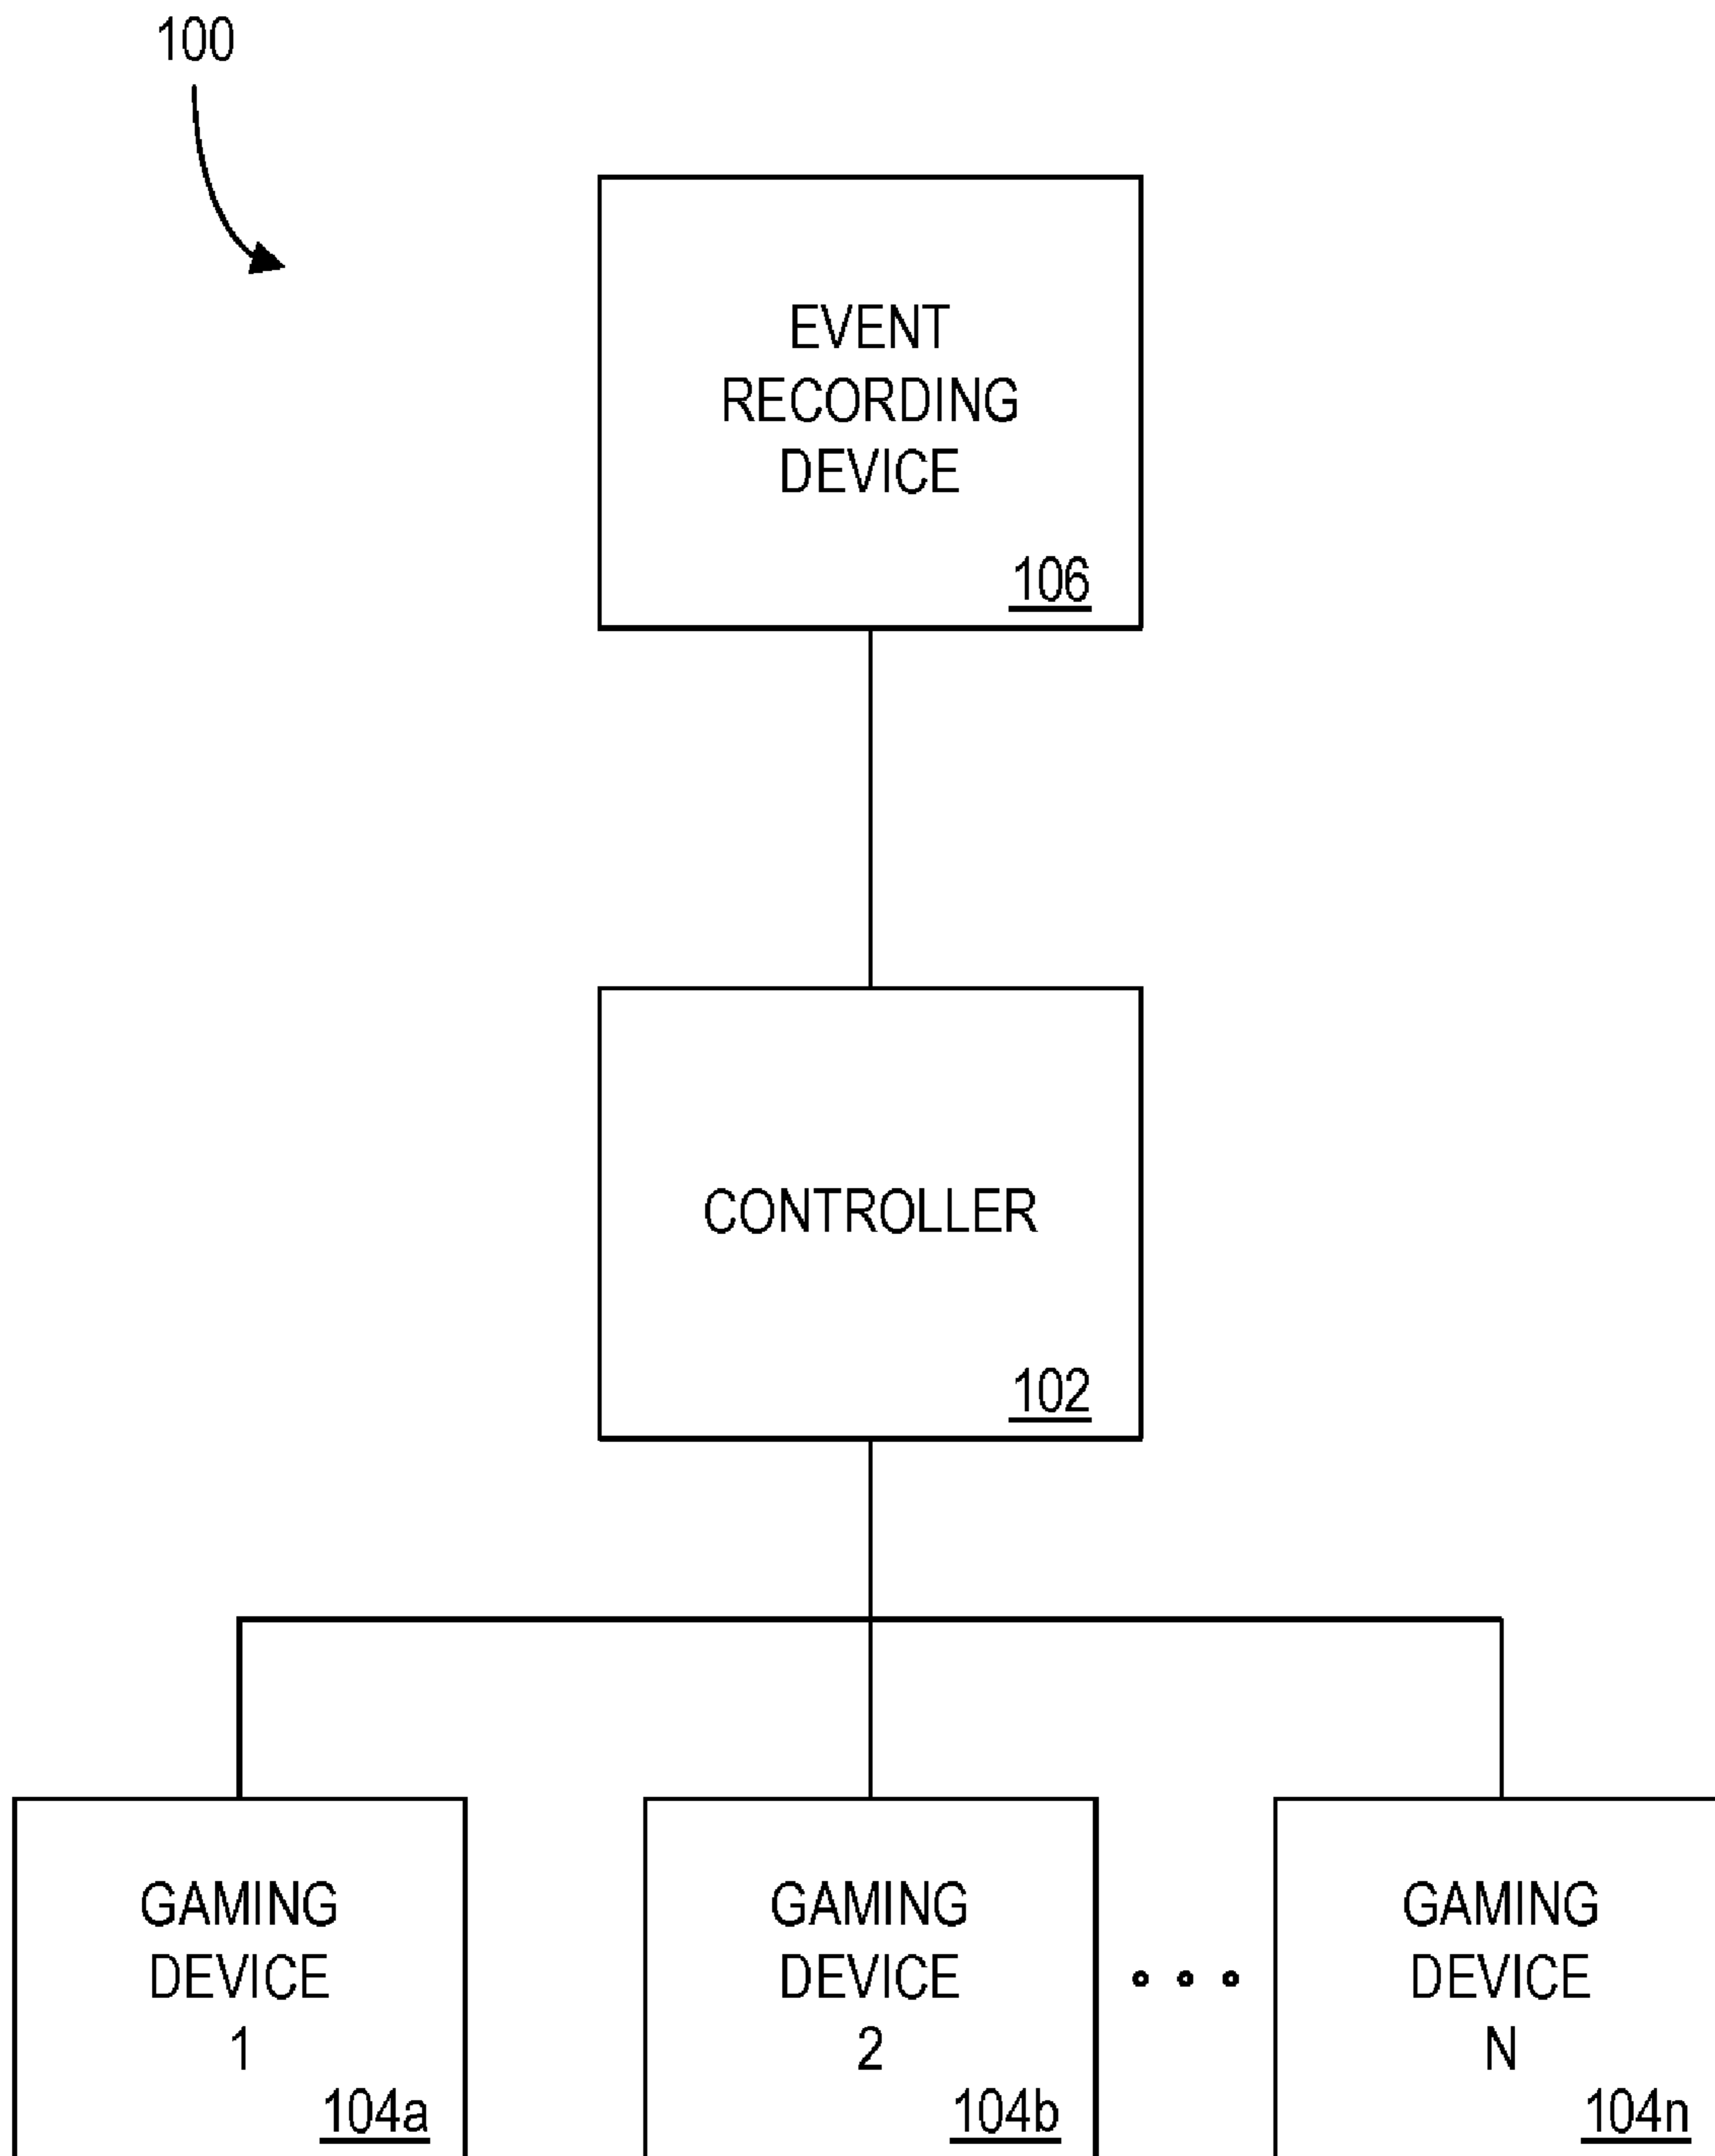 100
EVENT
RECORDING
DEVICE
106
CONTROLLER
102
GAMING
DEVICE
1
104a
GAMING
DEVICE
2
104b
GAMING
DEVICE
N
104n